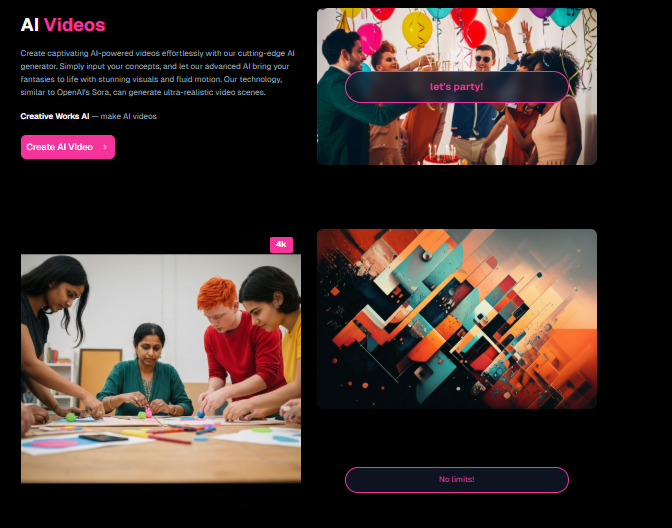 AI Videos
Create captivating AI-powered videos effortlessly with our cutting-edge AI
generator. Simply input your concepts, and let our advanced AI bring your
fantasies to life with stunning visuals and fluid motion. Our technology,
similar to OpenAI's Sora, can generate ultra-realistic video scenes.
Creative Works AI — make AI videos
Create AI Video >
let's party!
4k
No limits!